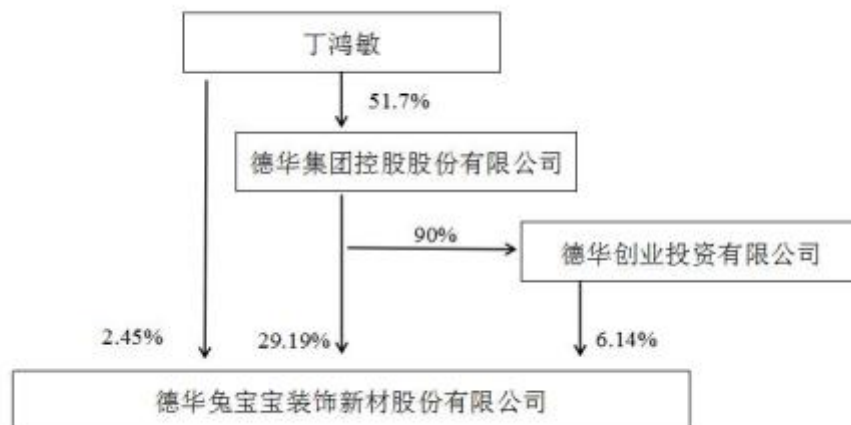 丁鸿敏
51.7%
德华集团控股股份有限公司
90%
德华创业投资有限公司
2.45%
29.19%
6.14%
德华兔宝宝装饰新材股份有限公司